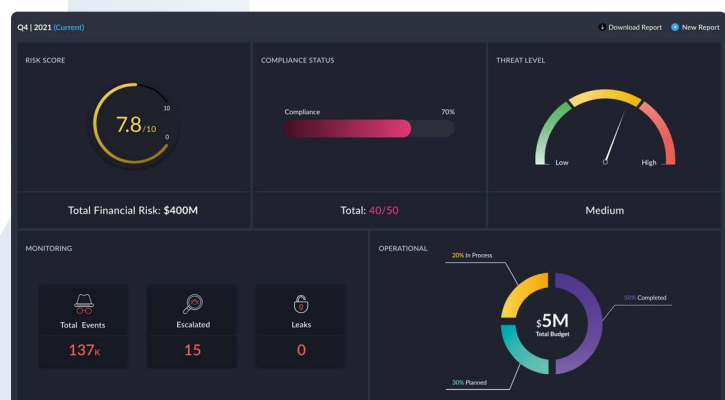 Q4 | 2021 (Current)
Download Report
New Report
RISK SCORE
10
7.8/10
0
Total Financial Risk: $400M
COMPLIANCE STATUS
Compliance 70%
Total: 40/50
THREAT LEVEL
Low High
Medium
MONITORING
Total Events
137K
Escalated
15
Leaks
0
OPERATIONAL
20% In Process
50% Completed
$5M
Total Budget
30% Planned